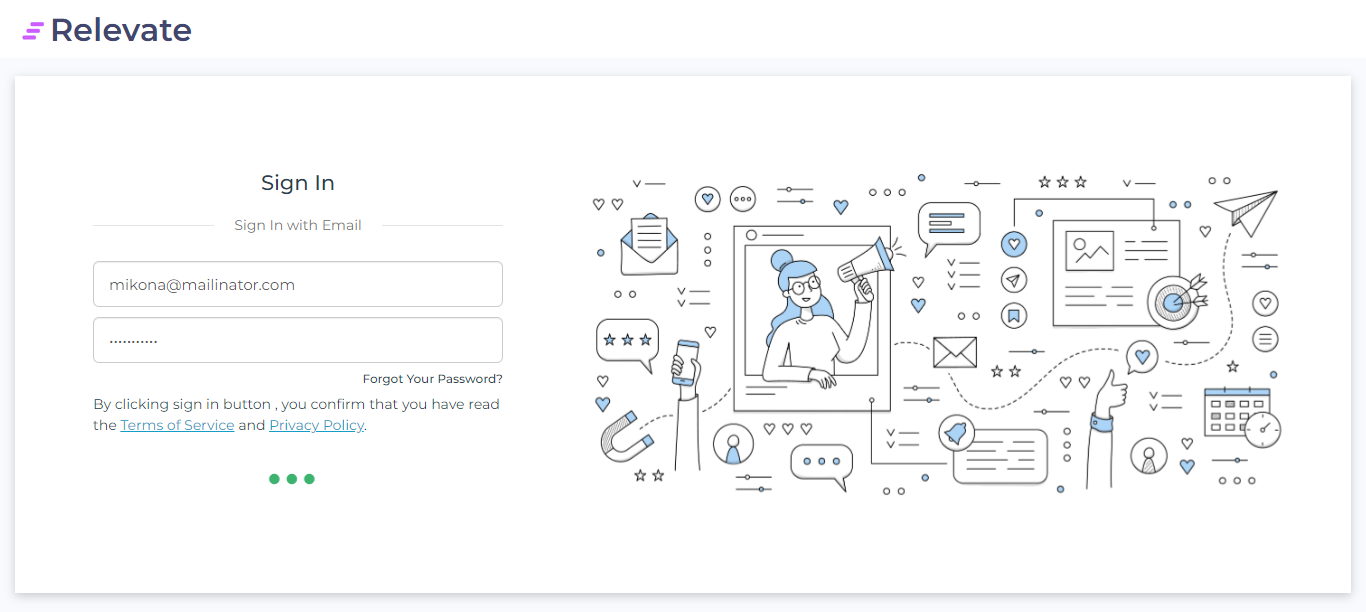 Relevate
Sign In
Sign In with Email
mikona@mailinator.com
•••••••••••
Forgot Your Password?
By clicking sign in button , you confirm that you have read
the Terms of Service and Privacy Policy.